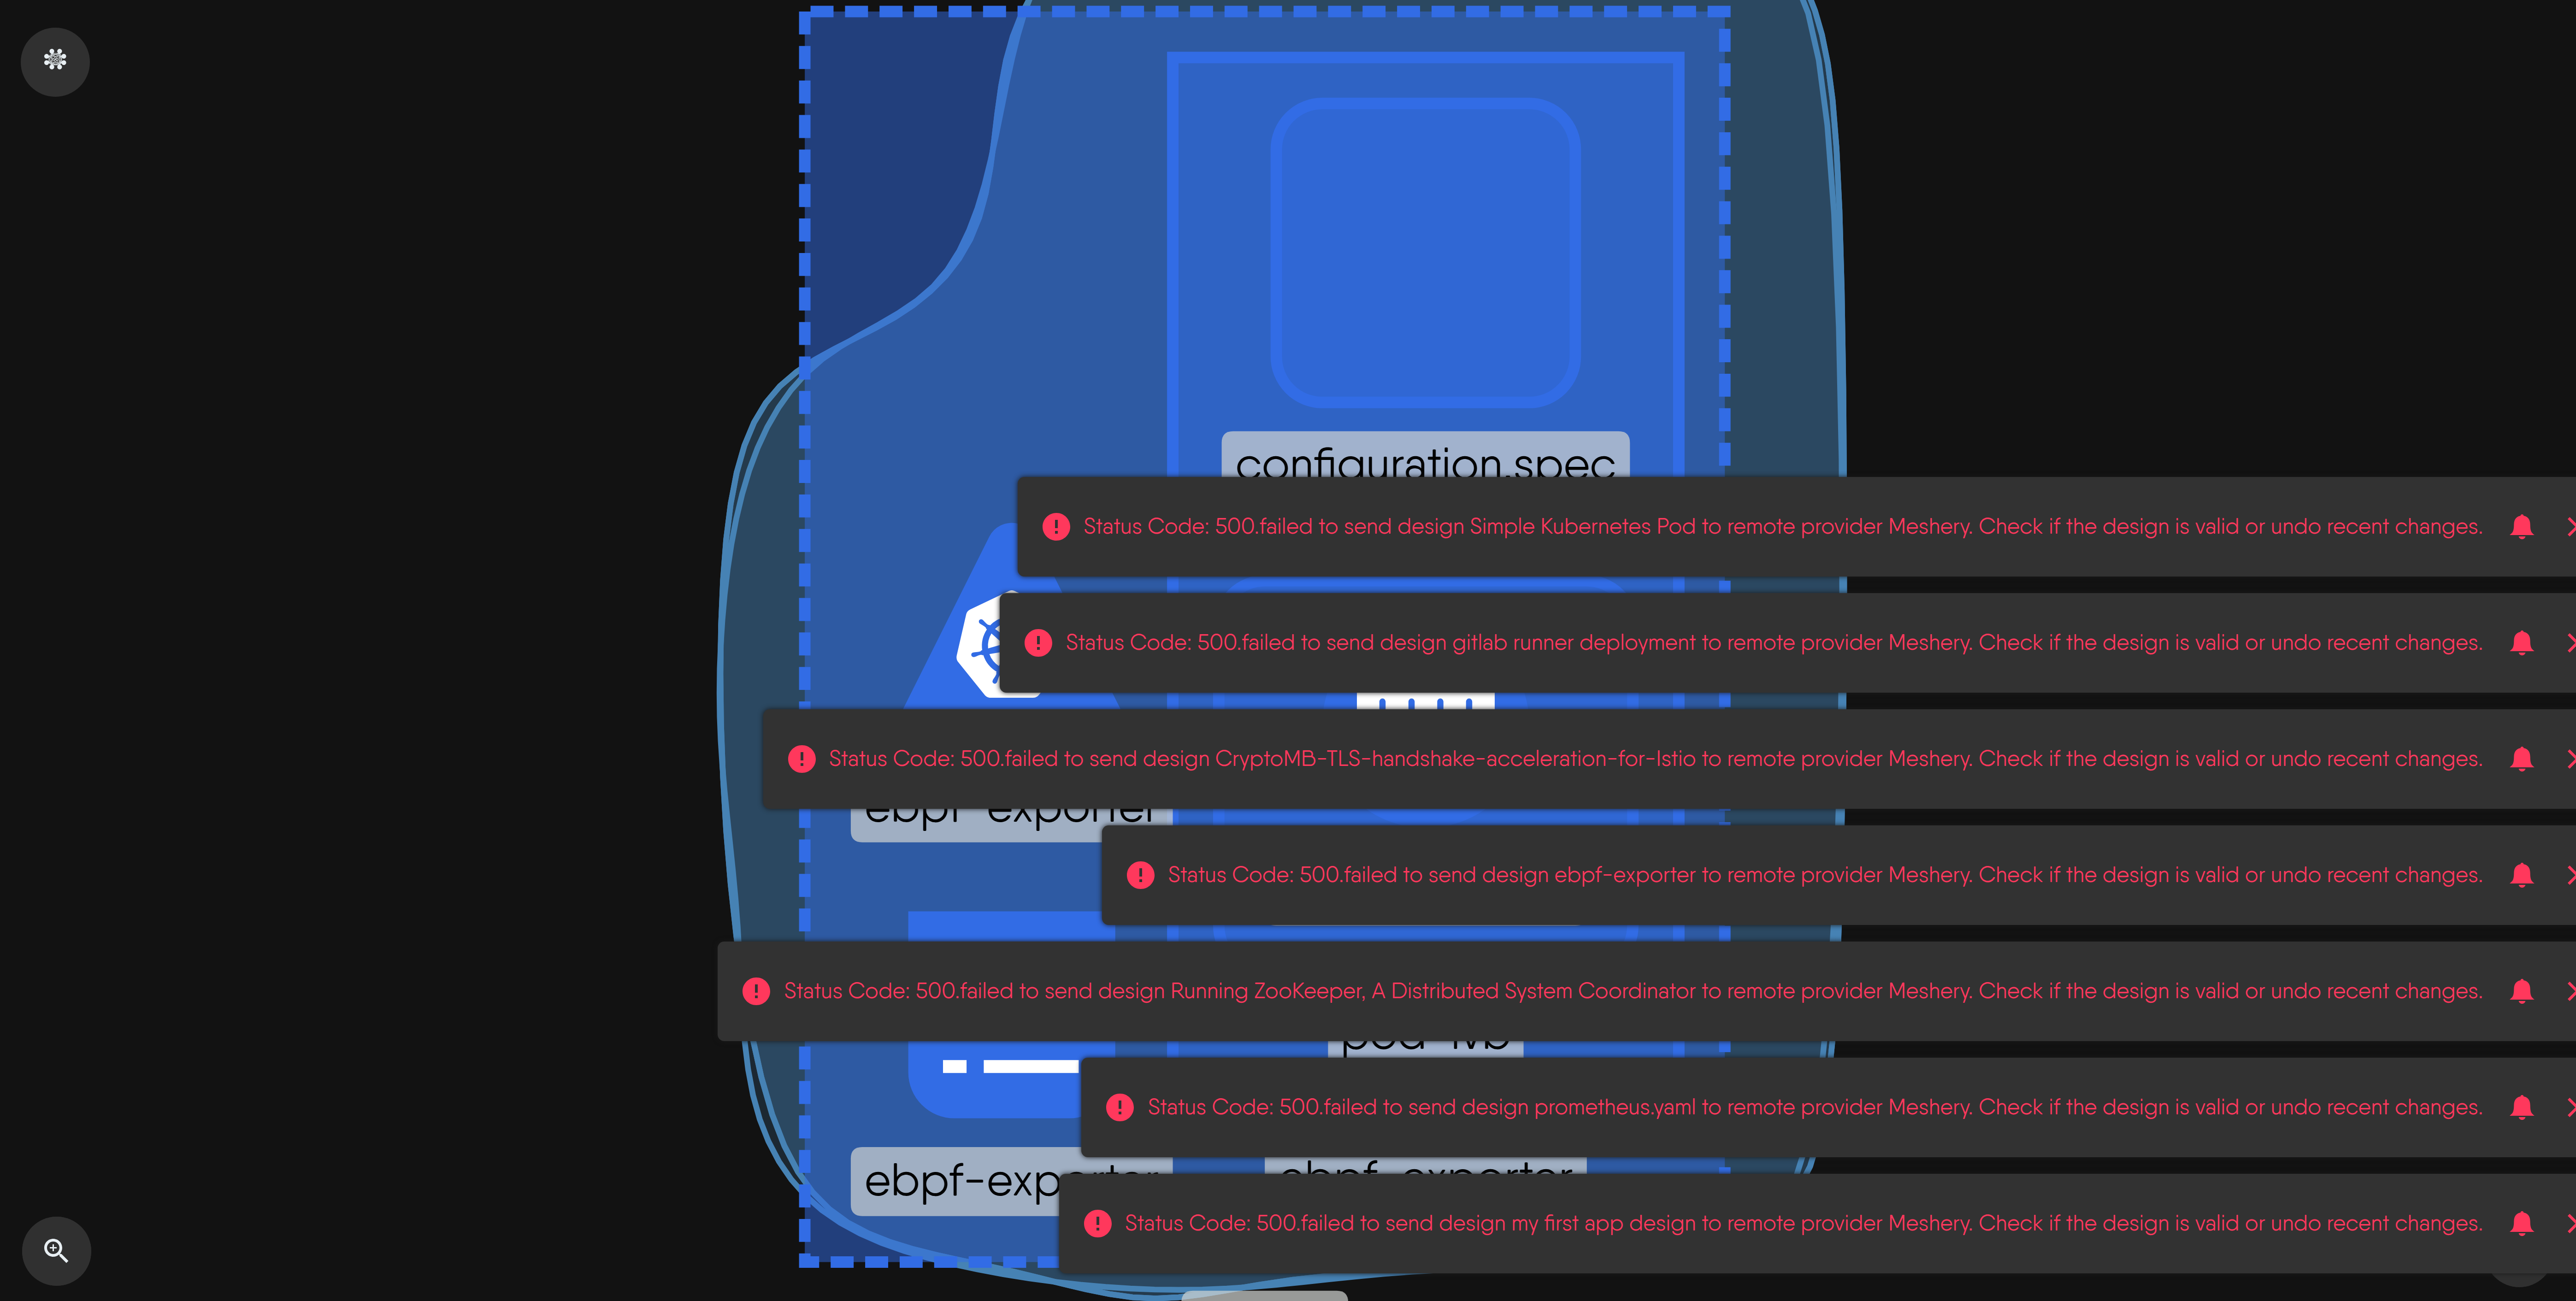 configuration.spec
Status Code: 500.failed to send design Simple Kubernetes Pod to remote provider Meshery. Check if the design is valid or undo recent changes.
Status Code: 500.failed to send design gitlab runner deployment to remote provider Meshery. Check if the design is valid or undo recent changes.
Status Code: 500.failed to send design CryptoMB-TLS-handshake-acceleration-for-Istio to remote provider Meshery. Check if the design is valid or undo recent changes.
ebpf-exporter
Status Code: 500.failed to send design ebpf-exporter to remote provider Meshery. Check if the design is valid or undo recent changes.
Status Code: 500.failed to send design Running ZooKeeper, A Distributed System Coordinator to remote provider Meshery. Check if the design is valid or undo recent changes.
Status Code: 500.failed to send design prometheus.yaml to remote provider Meshery. Check if the design is valid or undo recent changes.
ebpf-exporter ebpf-exporter
Status Code: 500.failed to send design my first app design to remote provider Meshery. Check if the design is valid or undo recent changes.